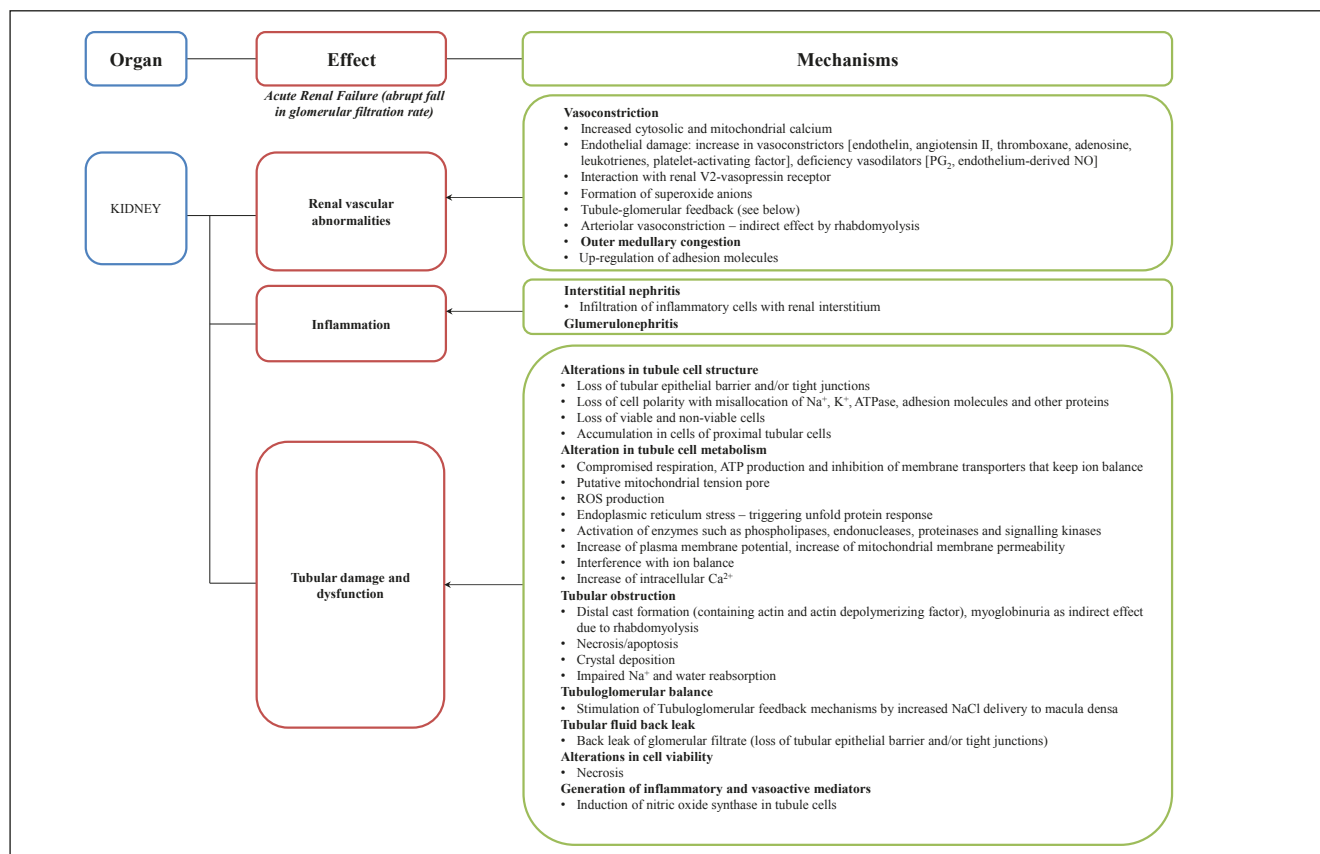 Organ
Effect
Mechanisms
Acute Renal Failure (abrupt fall
in glomerular filtration rate)
KIDNEY
Renal vascular
abnormalities
Vasoconstriction
• Increased cytosolic and mitochondrial calcium
• Endothelial damage: increase in vasoconstrictors [endothelin, angiotensin II, thromboxane, adenosine,
leukotrienes, platelet-activating factor], deficiency vasodilators [PG₂, endothelium-derived NO]
• Interaction with renal V2-vasopressin receptor
• Formation of superoxide anions
• Tubule-glomerular feedback (see below)
• Arteriolar vasoconstriction – indirect effect by rhabdomyolysis
• Outer medullary congestion
• Up-regulation of adhesion molecules
Inflammation
Interstitial nephritis
• Infiltration of inflammatory cells with renal interstitium
Glumerulonephritis
Tubular damage and
dysfunction
Alterations in tubule cell structure
• Loss of tubular epithelial barrier and/or tight junctions
• Loss of cell polarity with misallocation of Na⁺, K⁺, ATPase, adhesion molecules and other proteins
• Loss of viable and non-viable cells
• Accumulation in cells of proximal tubular cells
Alteration in tubule cell metabolism
• Compromised respiration, ATP production and inhibition of membrane transporters that keep ion balance
• Putative mitochondrial tension pore
• ROS production
• Endoplasmic reticulum stress – triggering unfold protein response
• Activation of enzymes such as phospholipases, endonucleases, proteinases and signalling kinases
• Increase of plasma membrane potential, increase of mitochondrial membrane permeability
• Interference with ion balance
• Increase of intracellular Ca²⁺
Tubular obstruction
• Distal cast formation (containing actin and actin depolymerizing factor), myoglobinuria as indirect effect
due to rhabdomyolysis
• Necrosis/apoptosis
• Crystal deposition
• Impaired Na⁺ and water reabsorption
Tubuloglomerular balance
• Stimulation of Tubuloglomerular feedback mechanisms by increased NaCl delivery to macula densa
Tubular fluid back leak
• Back leak of glomerular filtrate (loss of tubular epithelial barrier and/or tight junctions)
Alterations in cell viability
• Necrosis
Generation of inflammatory and vasoactive mediators
• Induction of nitric oxide synthase in tubule cells